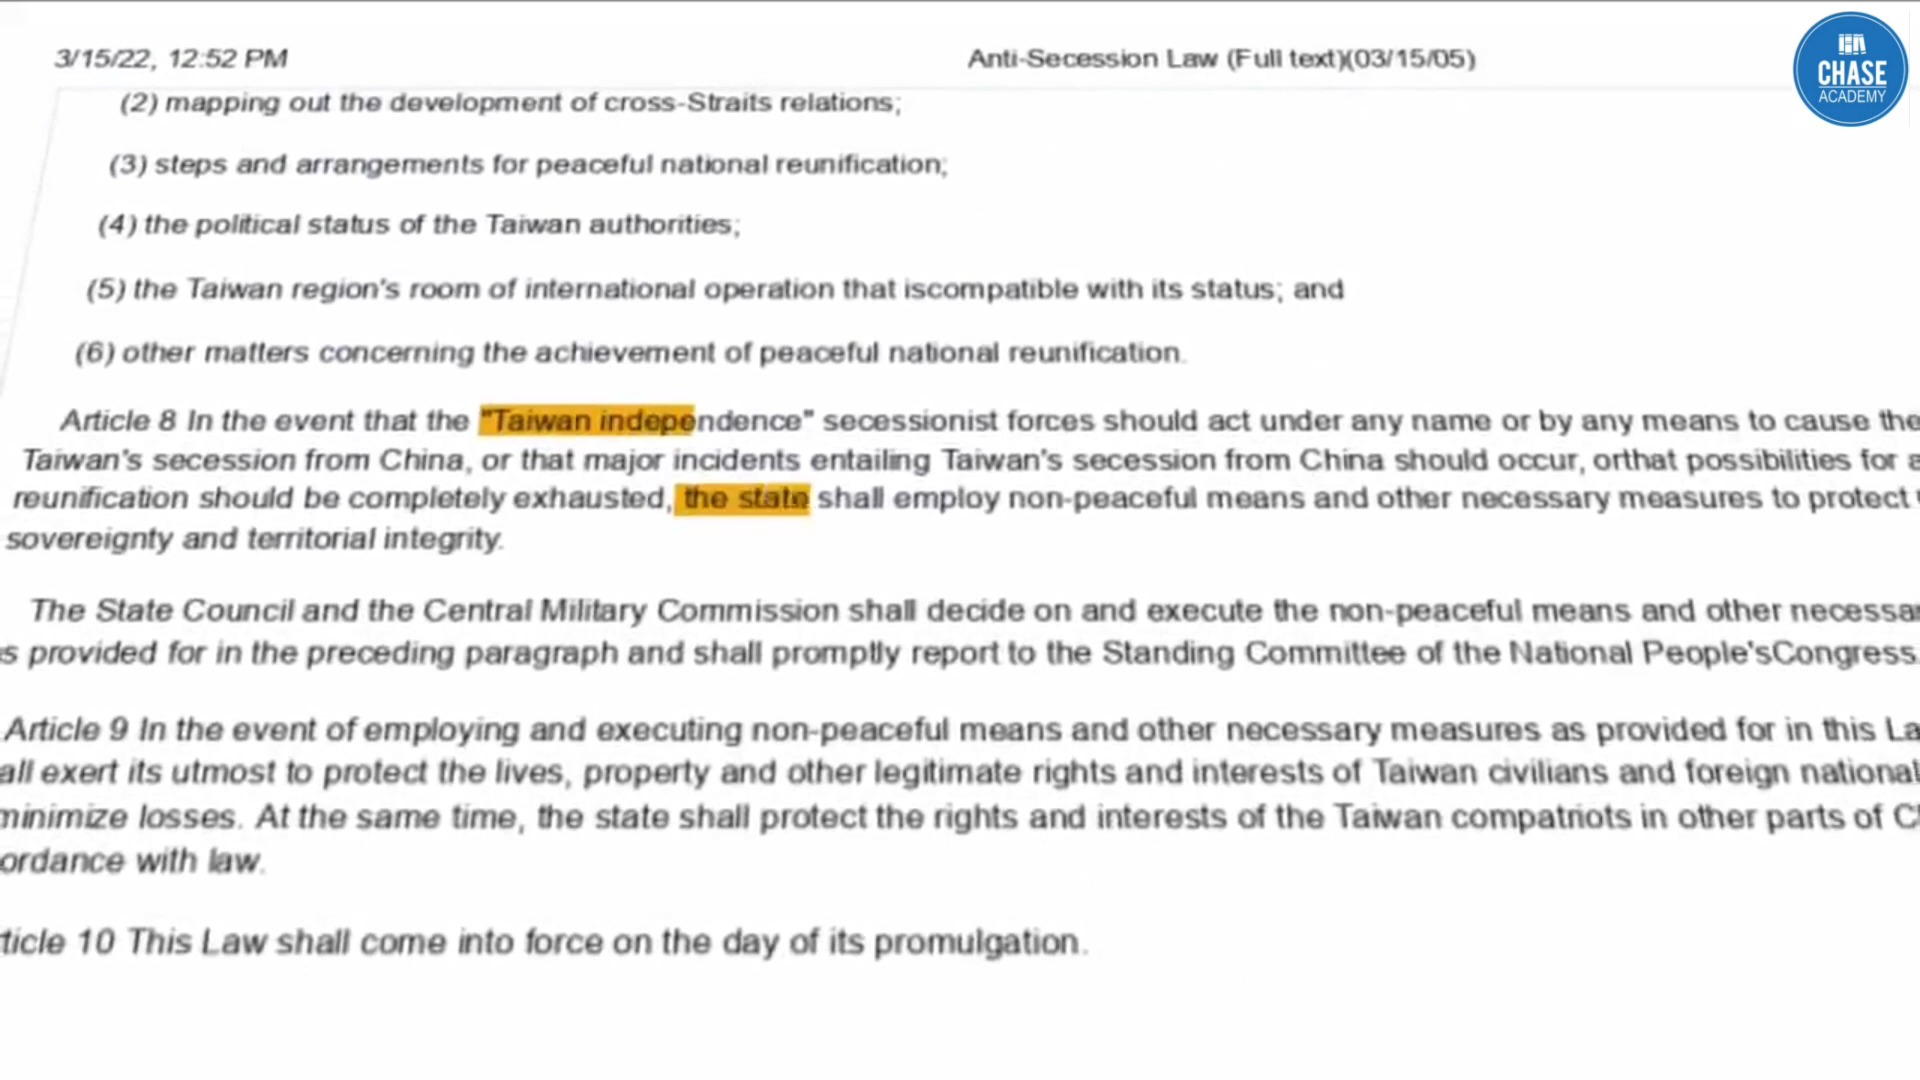 3/15/22, 12:52 PM
Anti-Secession Law (Full text)(03/15/05)
CHASE
ACADEMY
(2) mapping out the development of cross-Straits relations;
(3) steps and arrangements for peaceful national reunification;
(4) the political status of the Taiwan authorities;
(5) the Taiwan region's room of international operation that iscompatible with its status; and
(6) other matters concerning the achievement of peaceful national reunification.
Article 8 In the event that the "Taiwan independence" secessionist forces should act under any name or by any means to cause the
Taiwan's secession from China, or that major incidents entailing Taiwan's secession from China should occur, orthat possibilities for a
reunification should be completely exhausted, the state shall employ non-peaceful means and other necessary measures to protect
sovereignty and territorial integrity.
The State Council and the Central Military Commission shall decide on and execute the non-peaceful means and other necessa
s provided for in the preceding paragraph and shall promptly report to the Standing Committee of the National People'sCongress.
Article 9 In the event of employing and executing non-peaceful means and other necessary measures as provided for in this La
all exert its utmost to protect the lives, property and other legitimate rights and interests of Taiwan civilians and foreign national
minimize losses. At the same time, the state shall protect the rights and interests of the Taiwan compatriots in other parts of C
ordance with law.
ticle 10 This Law shall come into force on the day of its promulgation.